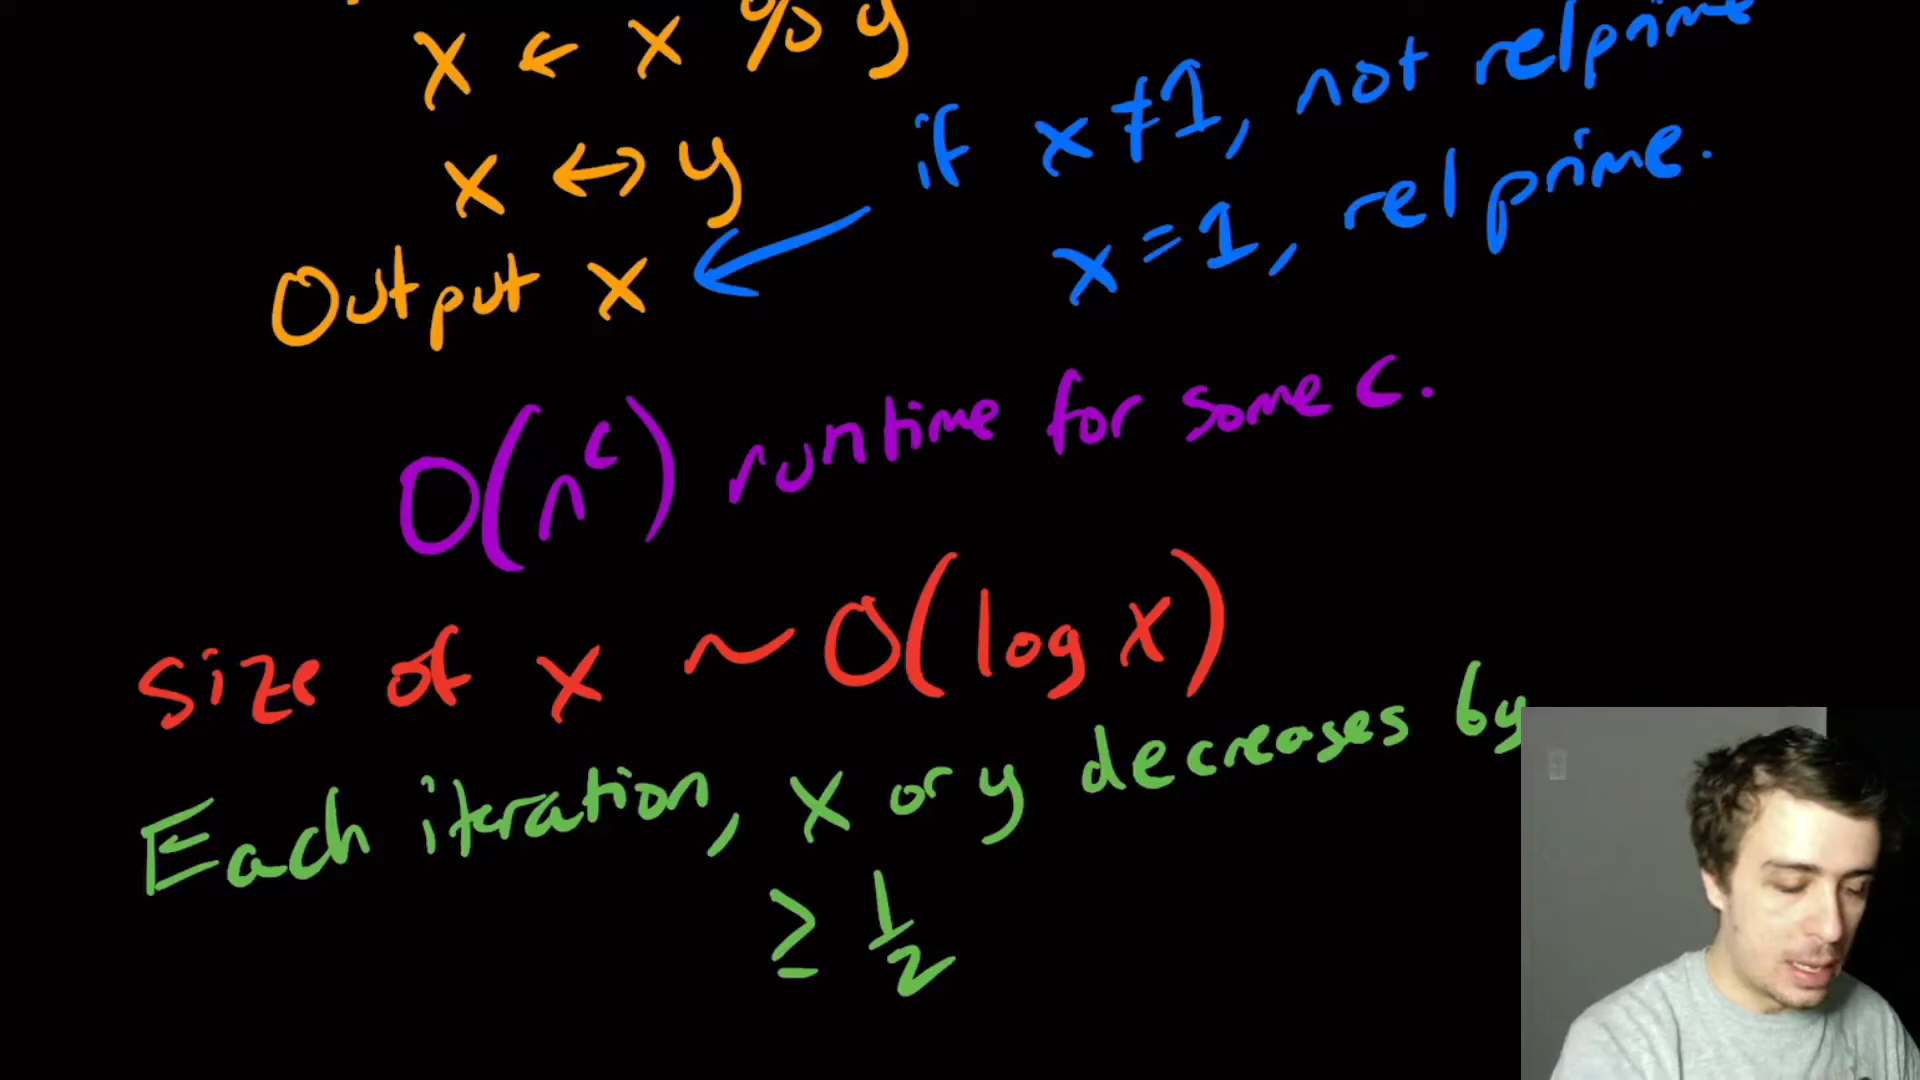 x ← x % y
x ↔ y
Output x
if x ≠ 1, not relprime
x = 1, relprime.
O(n^c) runtime for some c.
size of x ~ O(log x)
Each iteration, x or y decreases by
≥ 1/2